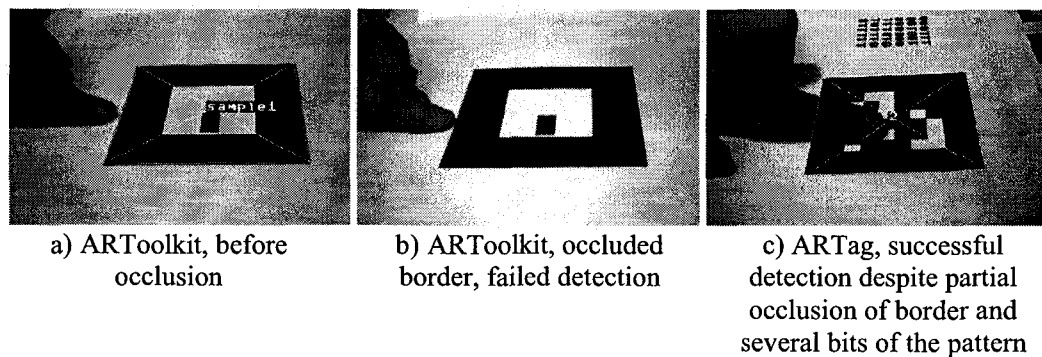 sample1
a) ARToolkit, before
occlusion
b) ARToolkit, occluded
border, failed detection
c) ARTag, successful
detection despite partial
occlusion of border and
several bits of the pattern